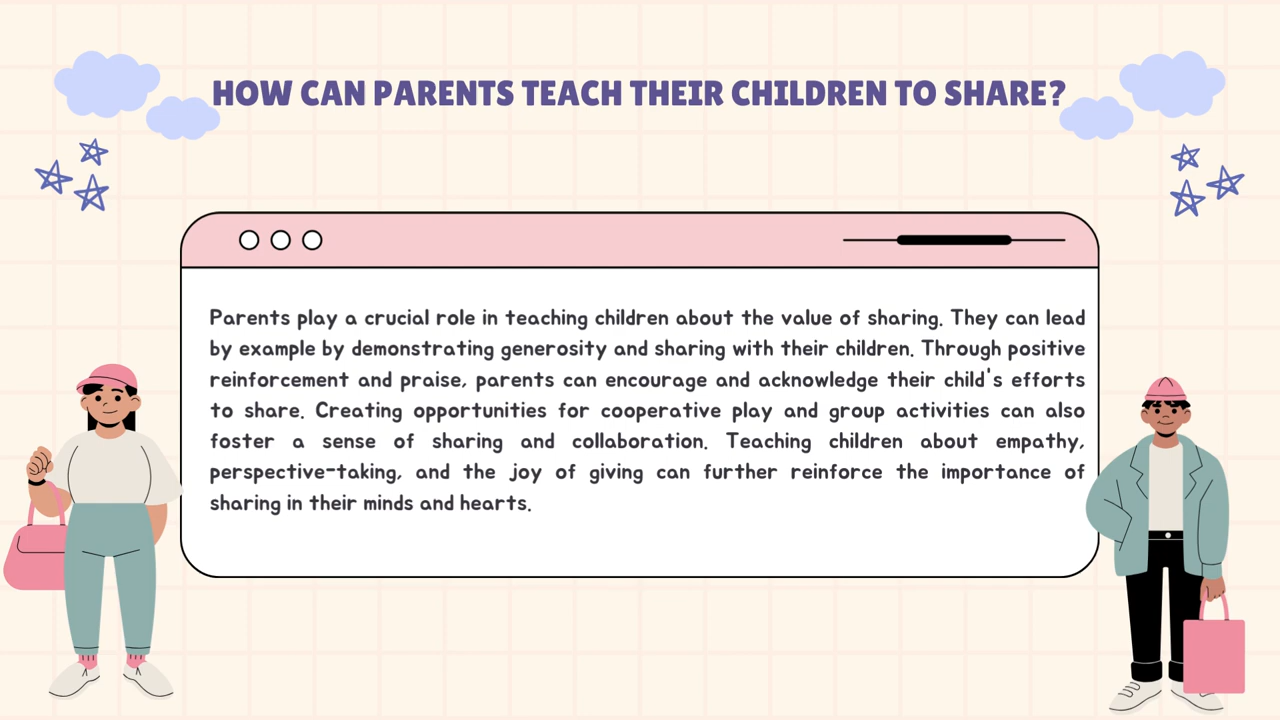 HOW CAN PARENTS TEACH THEIR CHILDREN TO SHARE?
Parents play a crucial role in teaching children about the value of sharing. They can lead
by example by demonstrating generosity and sharing with their children. Through positive
reinforcement and praise, parents can encourage and acknowledge their child's efforts
to share. Creating opportunities for cooperative play and group activities can also
foster a sense of sharing and collaboration. Teaching children about empathy,
perspective-taking, and the joy of giving can further reinforce the importance of
sharing in their minds and hearts.